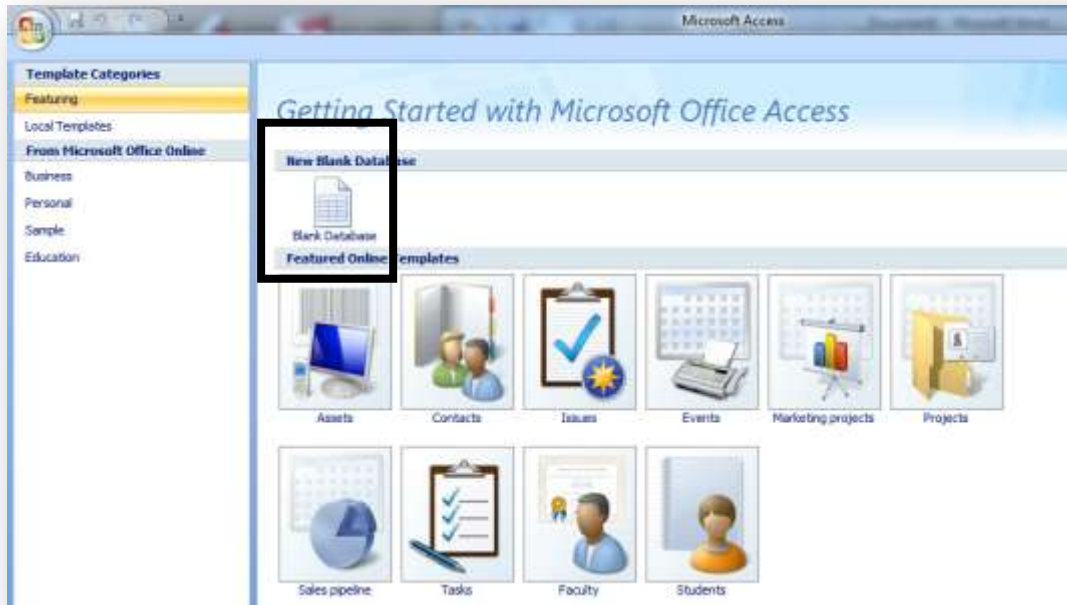 Microsoft Access
Template Categories
Featuring
Local Templates
From Microsoft Office Online
Business
Personal
Sample
Education
Getting Started with Microsoft Office Access
New Blank Database
Blank Database
Featured Online Templates
Assets
Contacts
Issues
Events
Marketing projects
Projects
Sales pipeline
Tasks
Faculty
Students